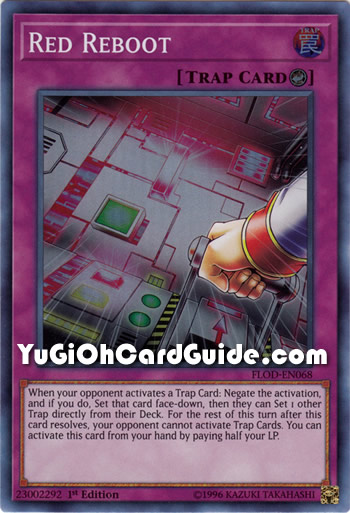 RED REBOOT
TRAP
罠
[TRAP CARD]
YuGiOhCardGuide.com
FLOD-EN068
When your opponent activates a Trap Card: Negate the activation,
and if you do, Set that card face-down, then they can Set 1 other
Trap directly from their Deck. For the rest of this turn after this
card resolves, your opponent cannot activate Trap Cards. You can
activate this card from your hand by paying half your LP.
23002292 1st Edition ©1996 KAZUKI TAKAHASHI